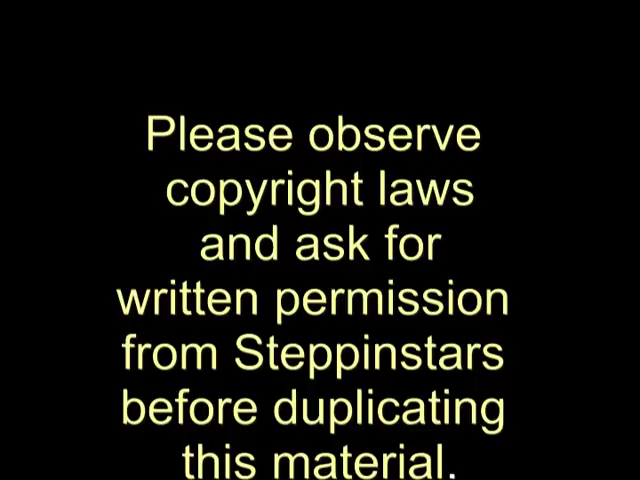 Please observe
copyright laws
and ask for
written permission
from Steppinstars
before duplicating
this material.